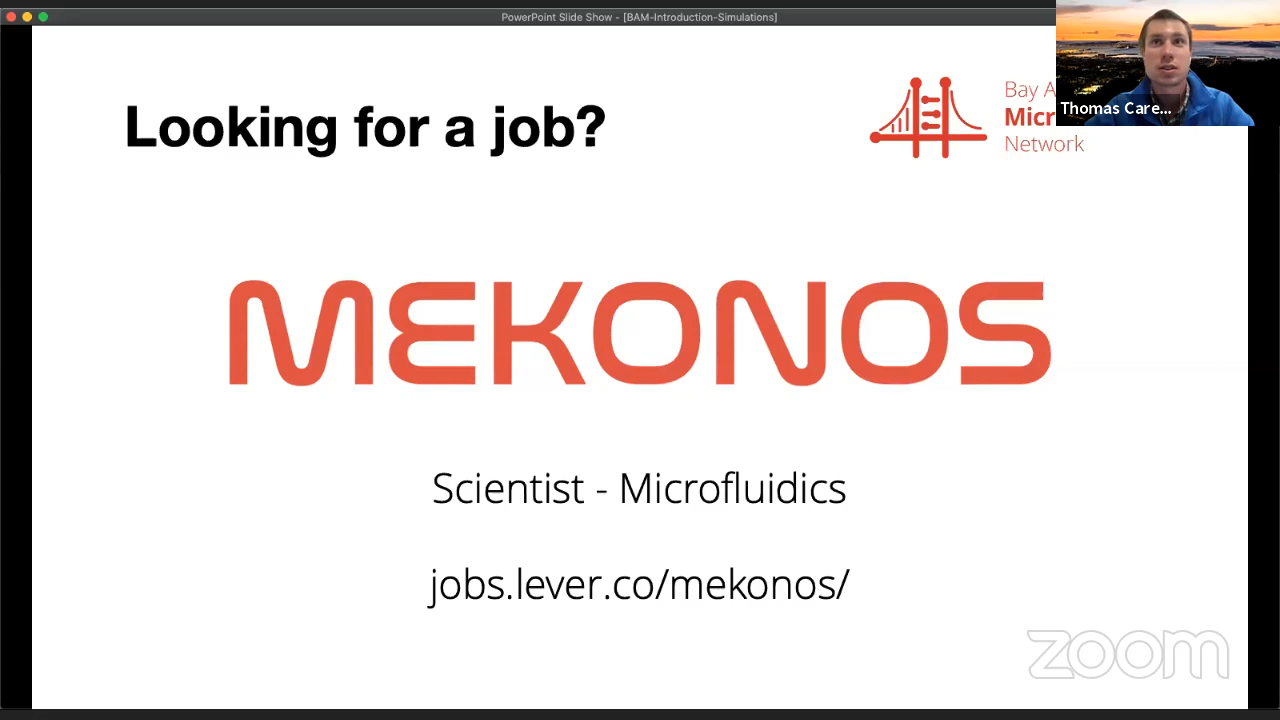 PowerPoint Slide Show - [BAM-Introduction-Simulations]
Looking for a job?
Bay A
Micr
Network
Thomas Care...
MEKONOS
Scientist - Microfluidics
jobs.lever.co/mekonos/
zoom